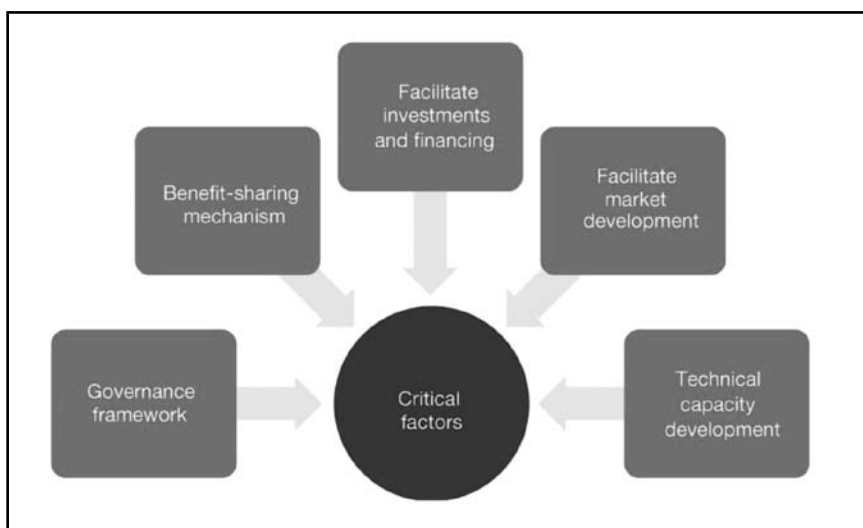 Facilitate
investments
and financing
Benefit-sharing
mechanism
Facilitate
market
development
Governance
framework
Critical
factors
Technical
capacity
development